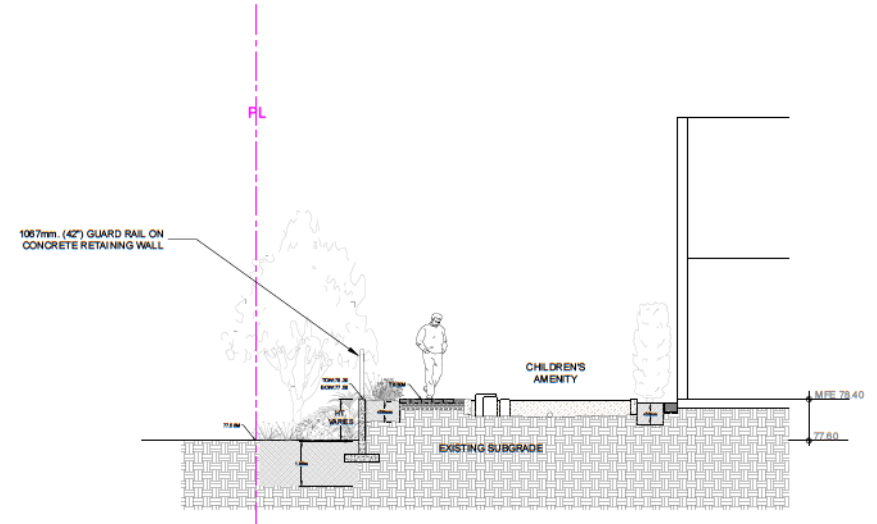 PL
1067mm. (42") GUARD RAIL ON
CONCRETE RETAINING WALL
CHILDREN'S
AMENITY
MFE 78.40
HT.
VARIES
77.60
EXISTING SUBGRADE